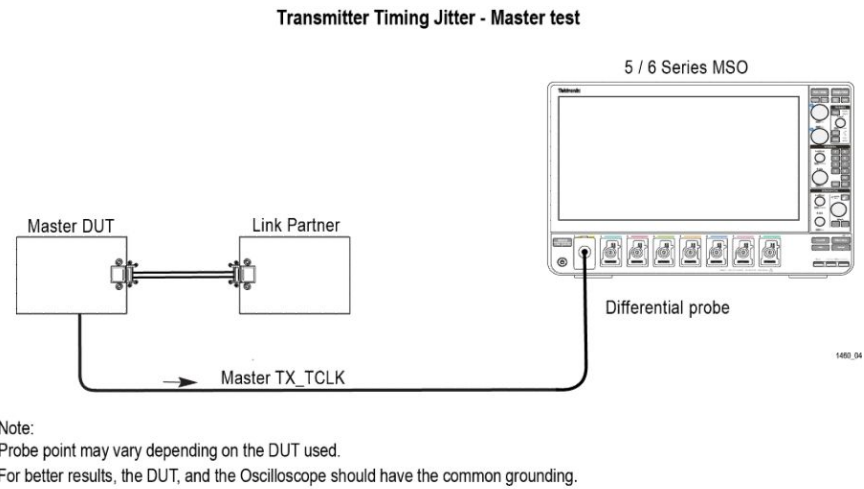 Transmitter Timing Jitter - Master test
5 / 6 Series MSO
Tektronix
Master DUT
Link Partner
Differential probe
1460_04
Master TX_TCLK
Note:
Probe point may vary depending on the DUT used.
For better results, the DUT, and the Oscilloscope should have the common grounding.